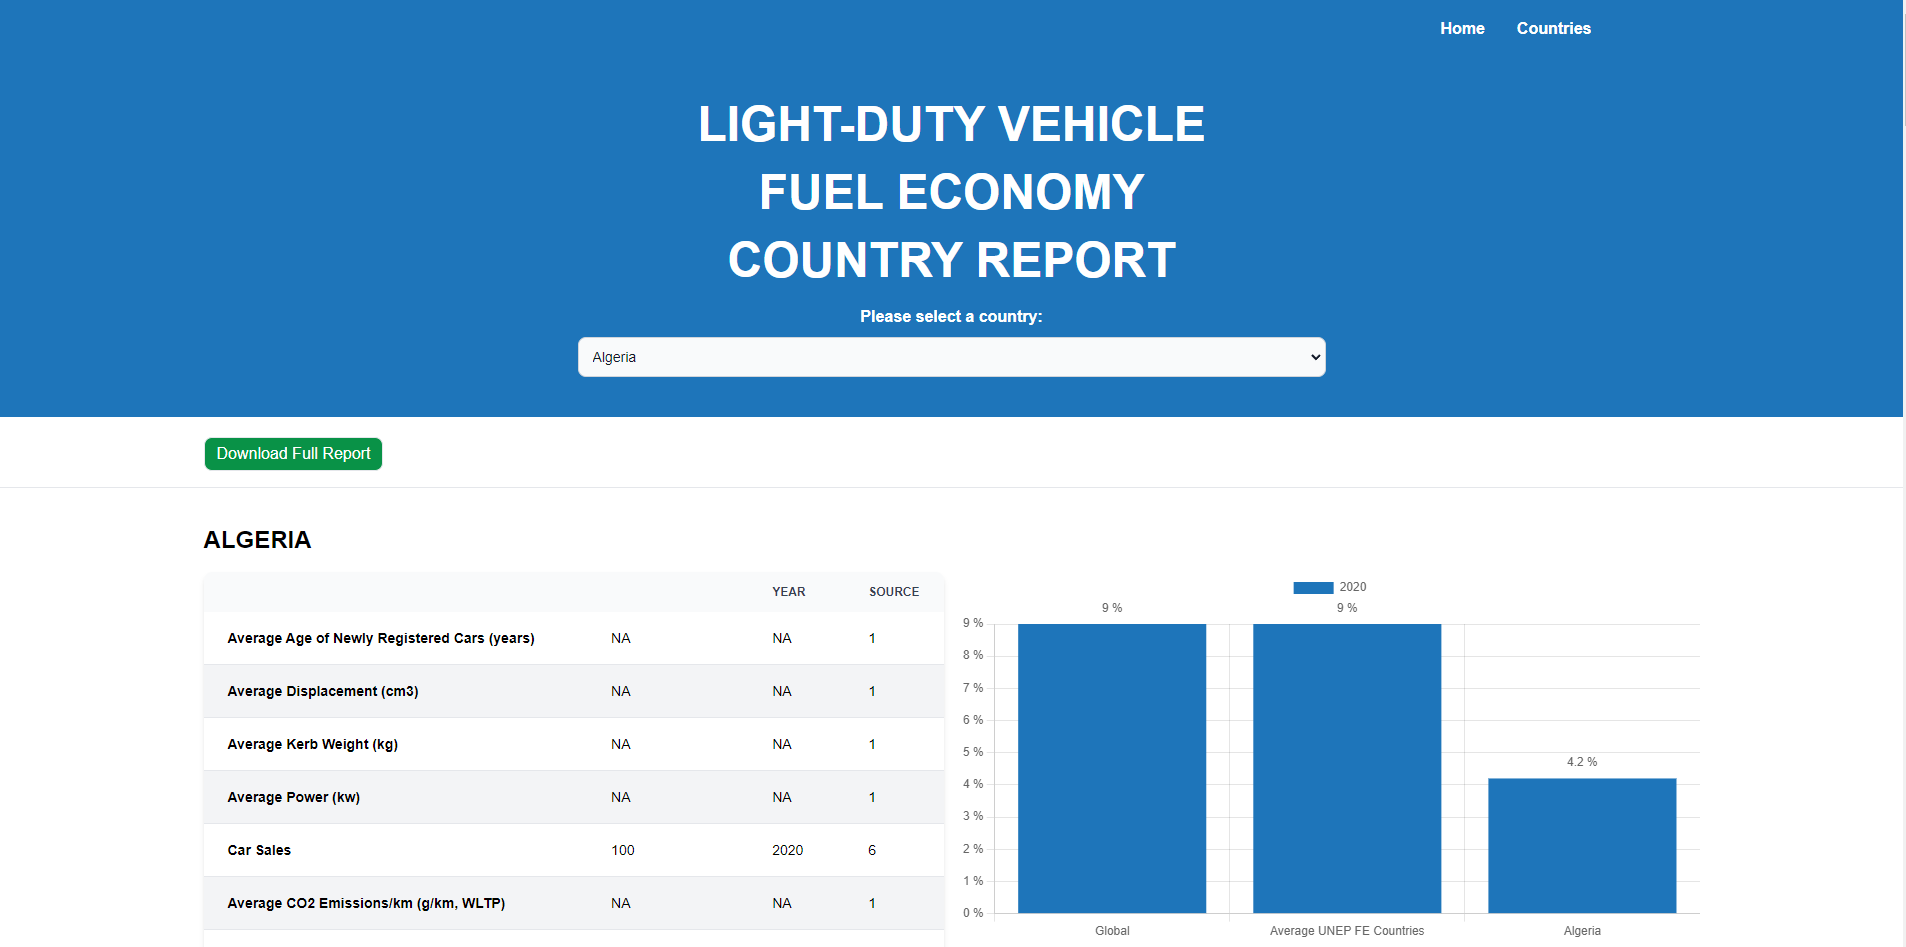 Home Countries
LIGHT-DUTY VEHICLE
FUEL ECONOMY
COUNTRY REPORT
Please select a country:
Algeria
Download Full Report
ALGERIA
YEAR SOURCE
Average Age of Newly Registered Cars (years) NA NA 1
Average Displacement (cm3) NA NA 1
Average Kerb Weight (kg) NA NA 1
Average Power (kw) NA NA 1
Car Sales 100 2020 6
Average CO2 Emissions/km (g/km, WLTP) NA NA 1
2020
9 % 9 %
9 %
8 %
7 %
6 %
5 %
4.2 %
4 %
3 %
2 %
1 %
0 %
Global Average UNEP FE Countries Algeria